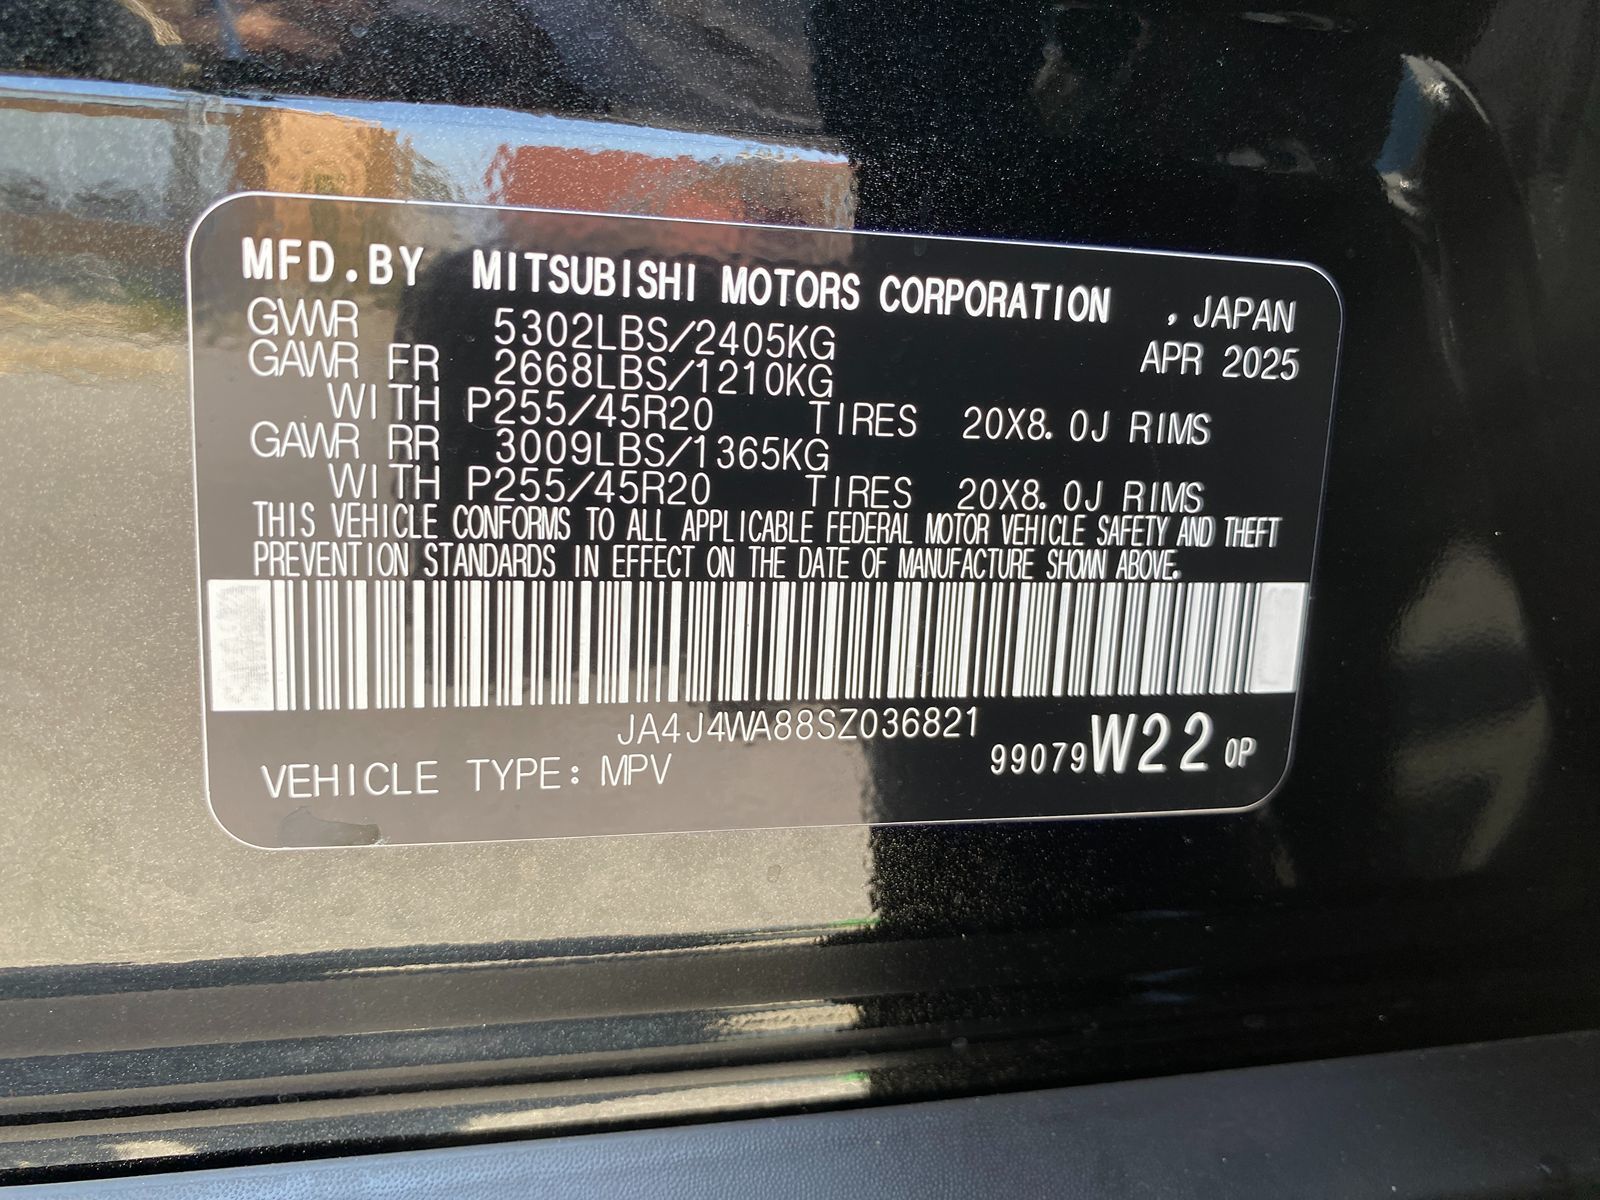 MFD.BY MITSUBISHI MOTORS CORPORATION , JAPAN
GVWR 5302LBS/2405KG APR 2025
GAWR FR 2668LBS/1210KG
WITH P255/45R20 TIRES 20X8.0J RIMS
GAWR RR 3009LBS/1365KG
WITH P255/45R20 TIRES 20X8.0J RIMS
THIS VEHICLE CONFORMS TO ALL APPLICABLE FEDERAL MOTOR VEHICLE SAFETY AND THEFT
PREVENTION STANDARDS IN EFFECT ON THE DATE OF MANUFACTURE SHOWN ABOVE.
JA4J4WA88SZ036821
VEHICLE TYPE: MPV 99079W22 0P